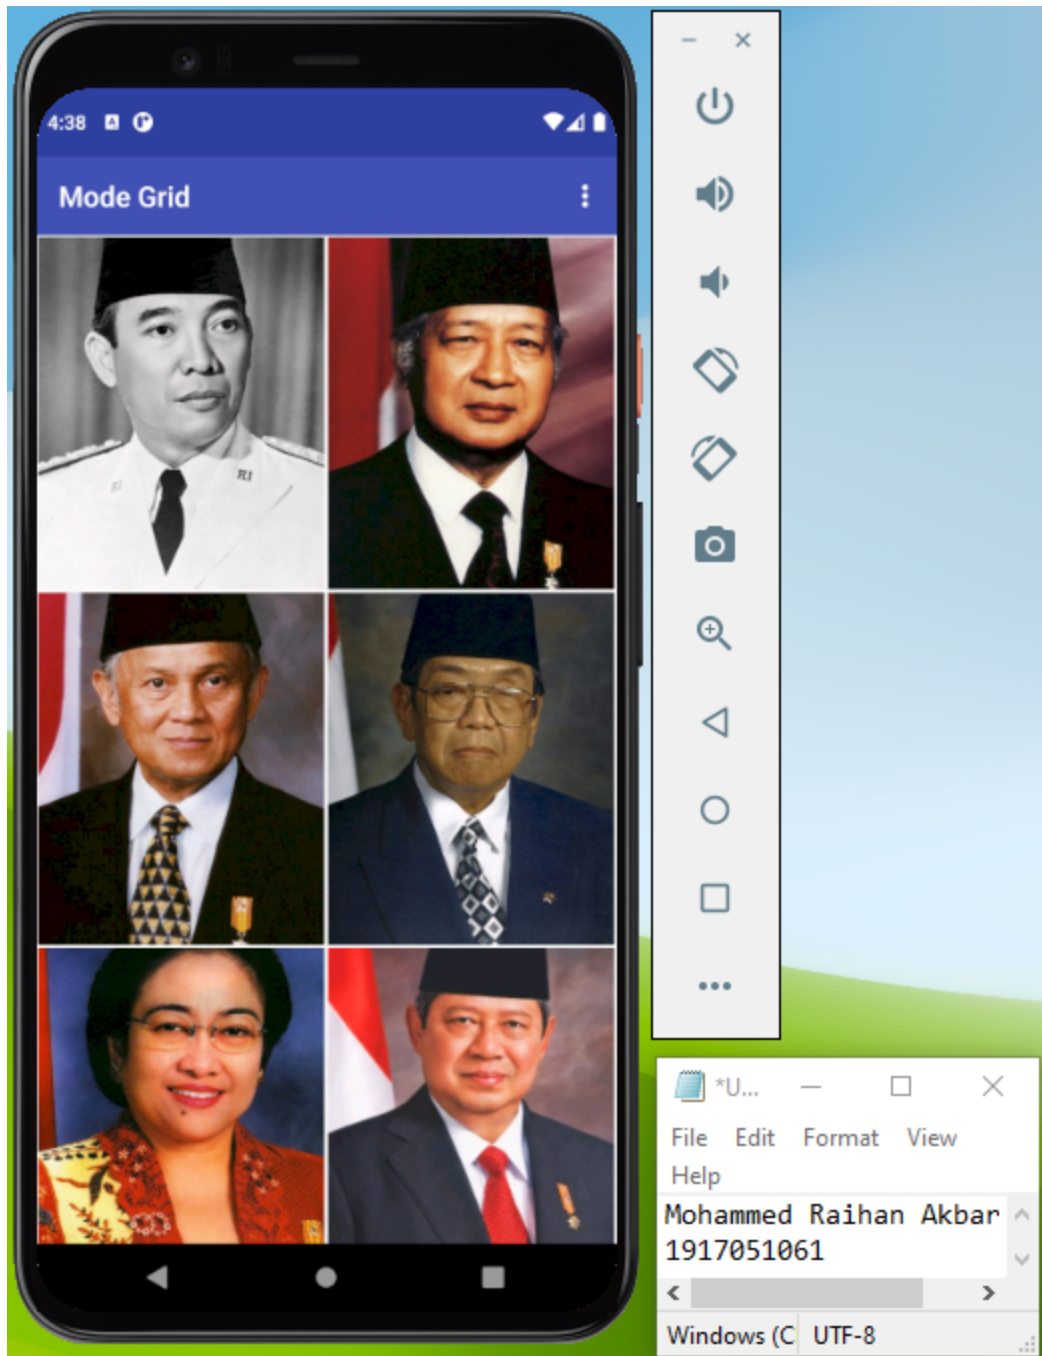 4:38
Mode Grid
RI
*U...
File Edit Format View
Help
Mohammed Raihan Akbar
1917051061
Windows (C UTF-8